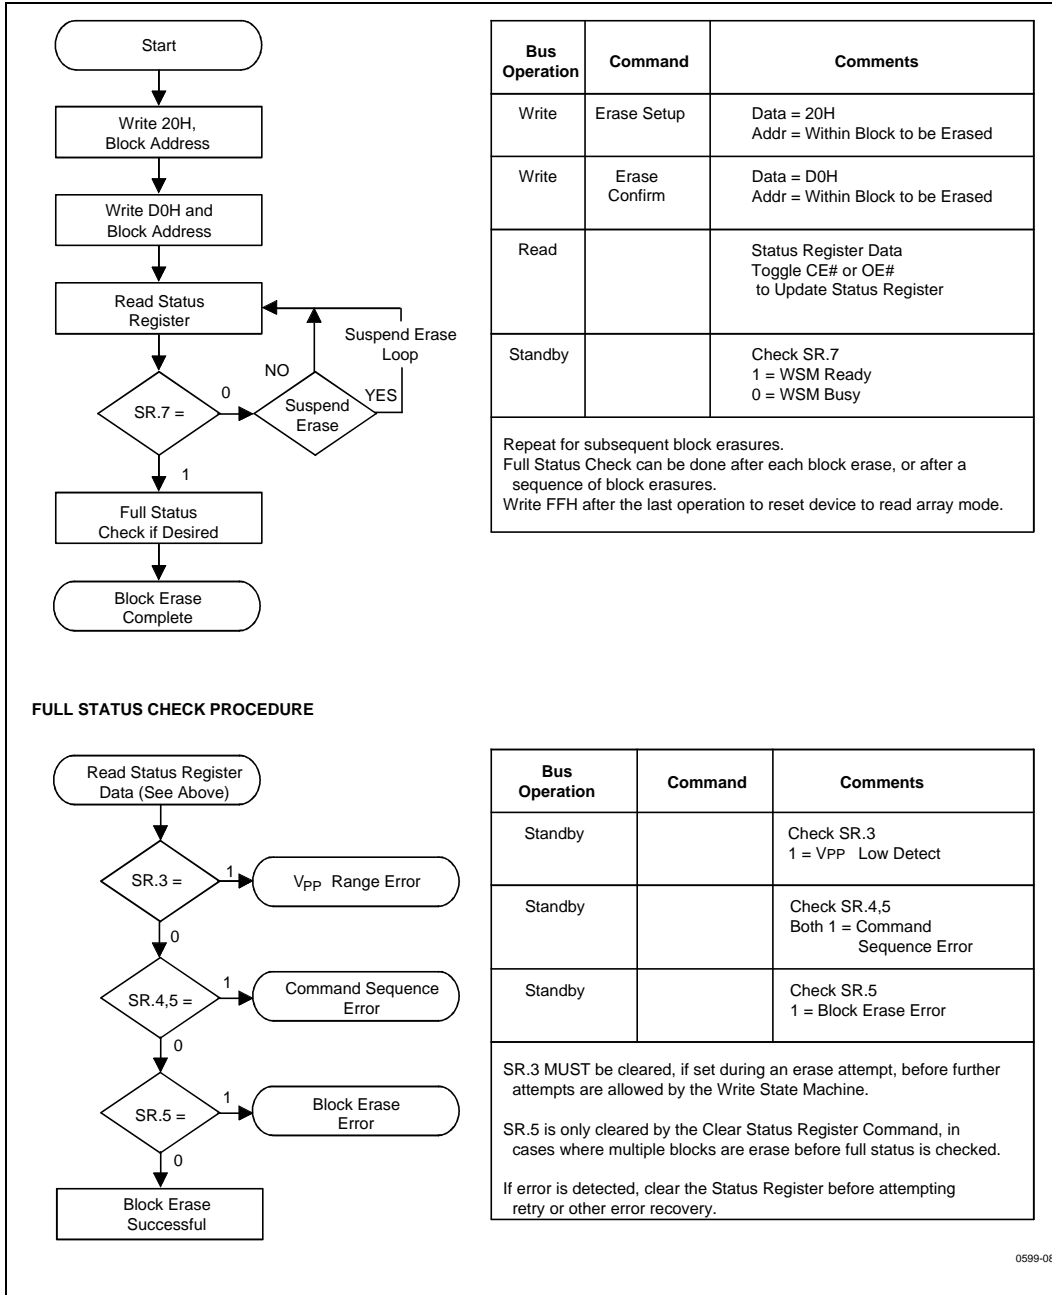 Start
Write 20H,
Block Address
Write D0H and
Block Address
Read Status
Register
Suspend Erase
Loop
NO
YES
0
SR.7 =
Suspend
Erase
1
Full Status
Check if Desired
Block Erase
Complete
Bus
Operation
Command
Comments
Write
Erase Setup
Data = 20H
Addr = Within Block to be Erased
Write
Erase
Confirm
Data = D0H
Addr = Within Block to be Erased
Read
Status Register Data
Toggle CE# or OE#
to Update Status Register
Standby
Check SR.7
1 = WSM Ready
0 = WSM Busy
Repeat for subsequent block erasures.
Full Status Check can be done after each block erase, or after a
sequence of block erasures.
Write FFH after the last operation to reset device to read array mode.
FULL STATUS CHECK PROCEDURE
Read Status Register
Data (See Above)
SR.3 =
1
VPP Range Error
0
SR.4,5 =
1
Command Sequence
Error
0
SR.5 =
1
Block Erase
Error
0
Block Erase
Successful
Bus
Operation
Command
Comments
Standby
Check SR.3
1 = VPP Low Detect
Standby
Check SR.4,5
Both 1 = Command
Sequence Error
Standby
Check SR.5
1 = Block Erase Error
SR.3 MUST be cleared, if set during an erase attempt, before further
attempts are allowed by the Write State Machine.
SR.5 is only cleared by the Clear Status Register Command, in
cases where multiple blocks are erase before full status is checked.
If error is detected, clear the Status Register before attempting
retry or other error recovery.
0599-08